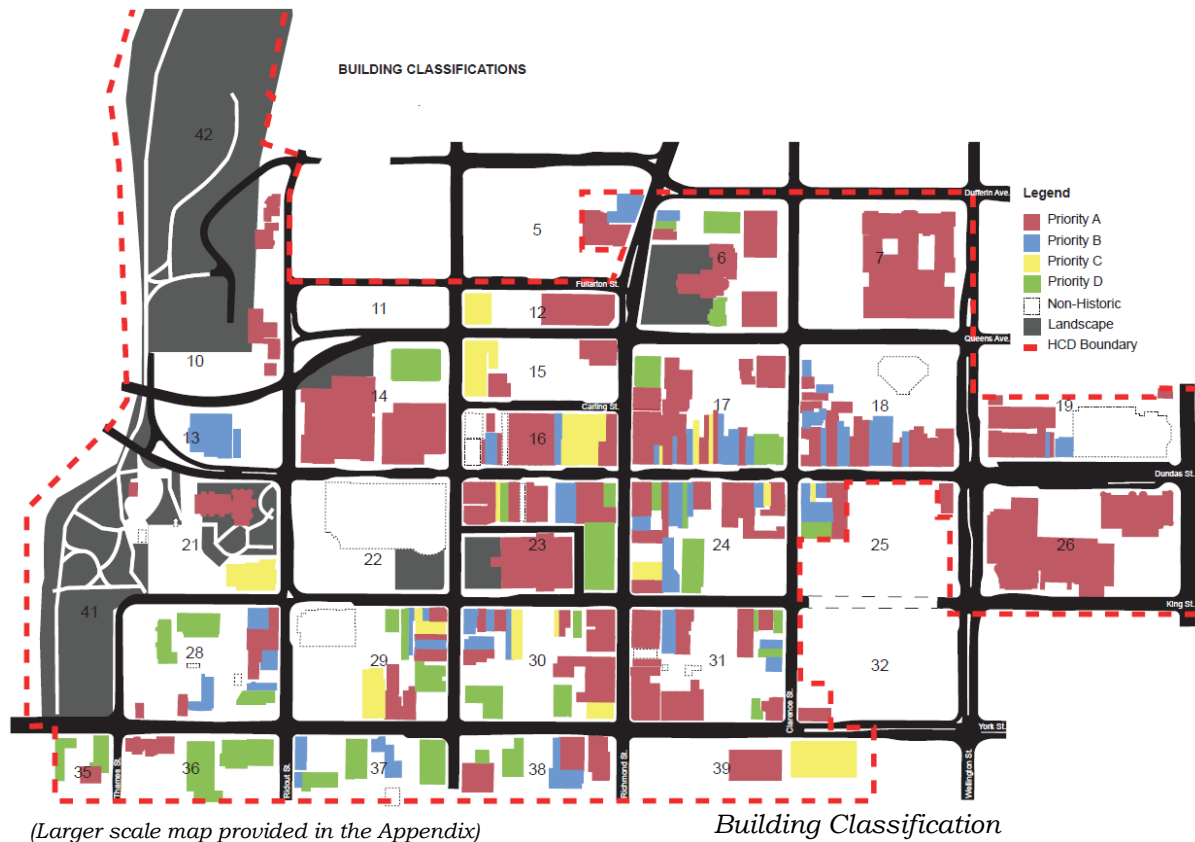 BUILDING CLASSIFICATIONS
42
5
6
7
Dufferin Ave.
Legend
Priority A
Priority B
Priority C
Priority D
Non-Historic
Landscape
HCD Boundary
Fullarton St.
11
12
Queens Ave.
10
14
15
17
18
19
Carling St.
13
16
Dundas St.
21
22
23
24
25
26
King St.
41
28
29
30
31
32
Clarence St.
York St.
35
36
37
38
39
Thames St.
Ridout St.
Richmond St.
Wellington St.
(Larger scale map provided in the Appendix)
Building Classification